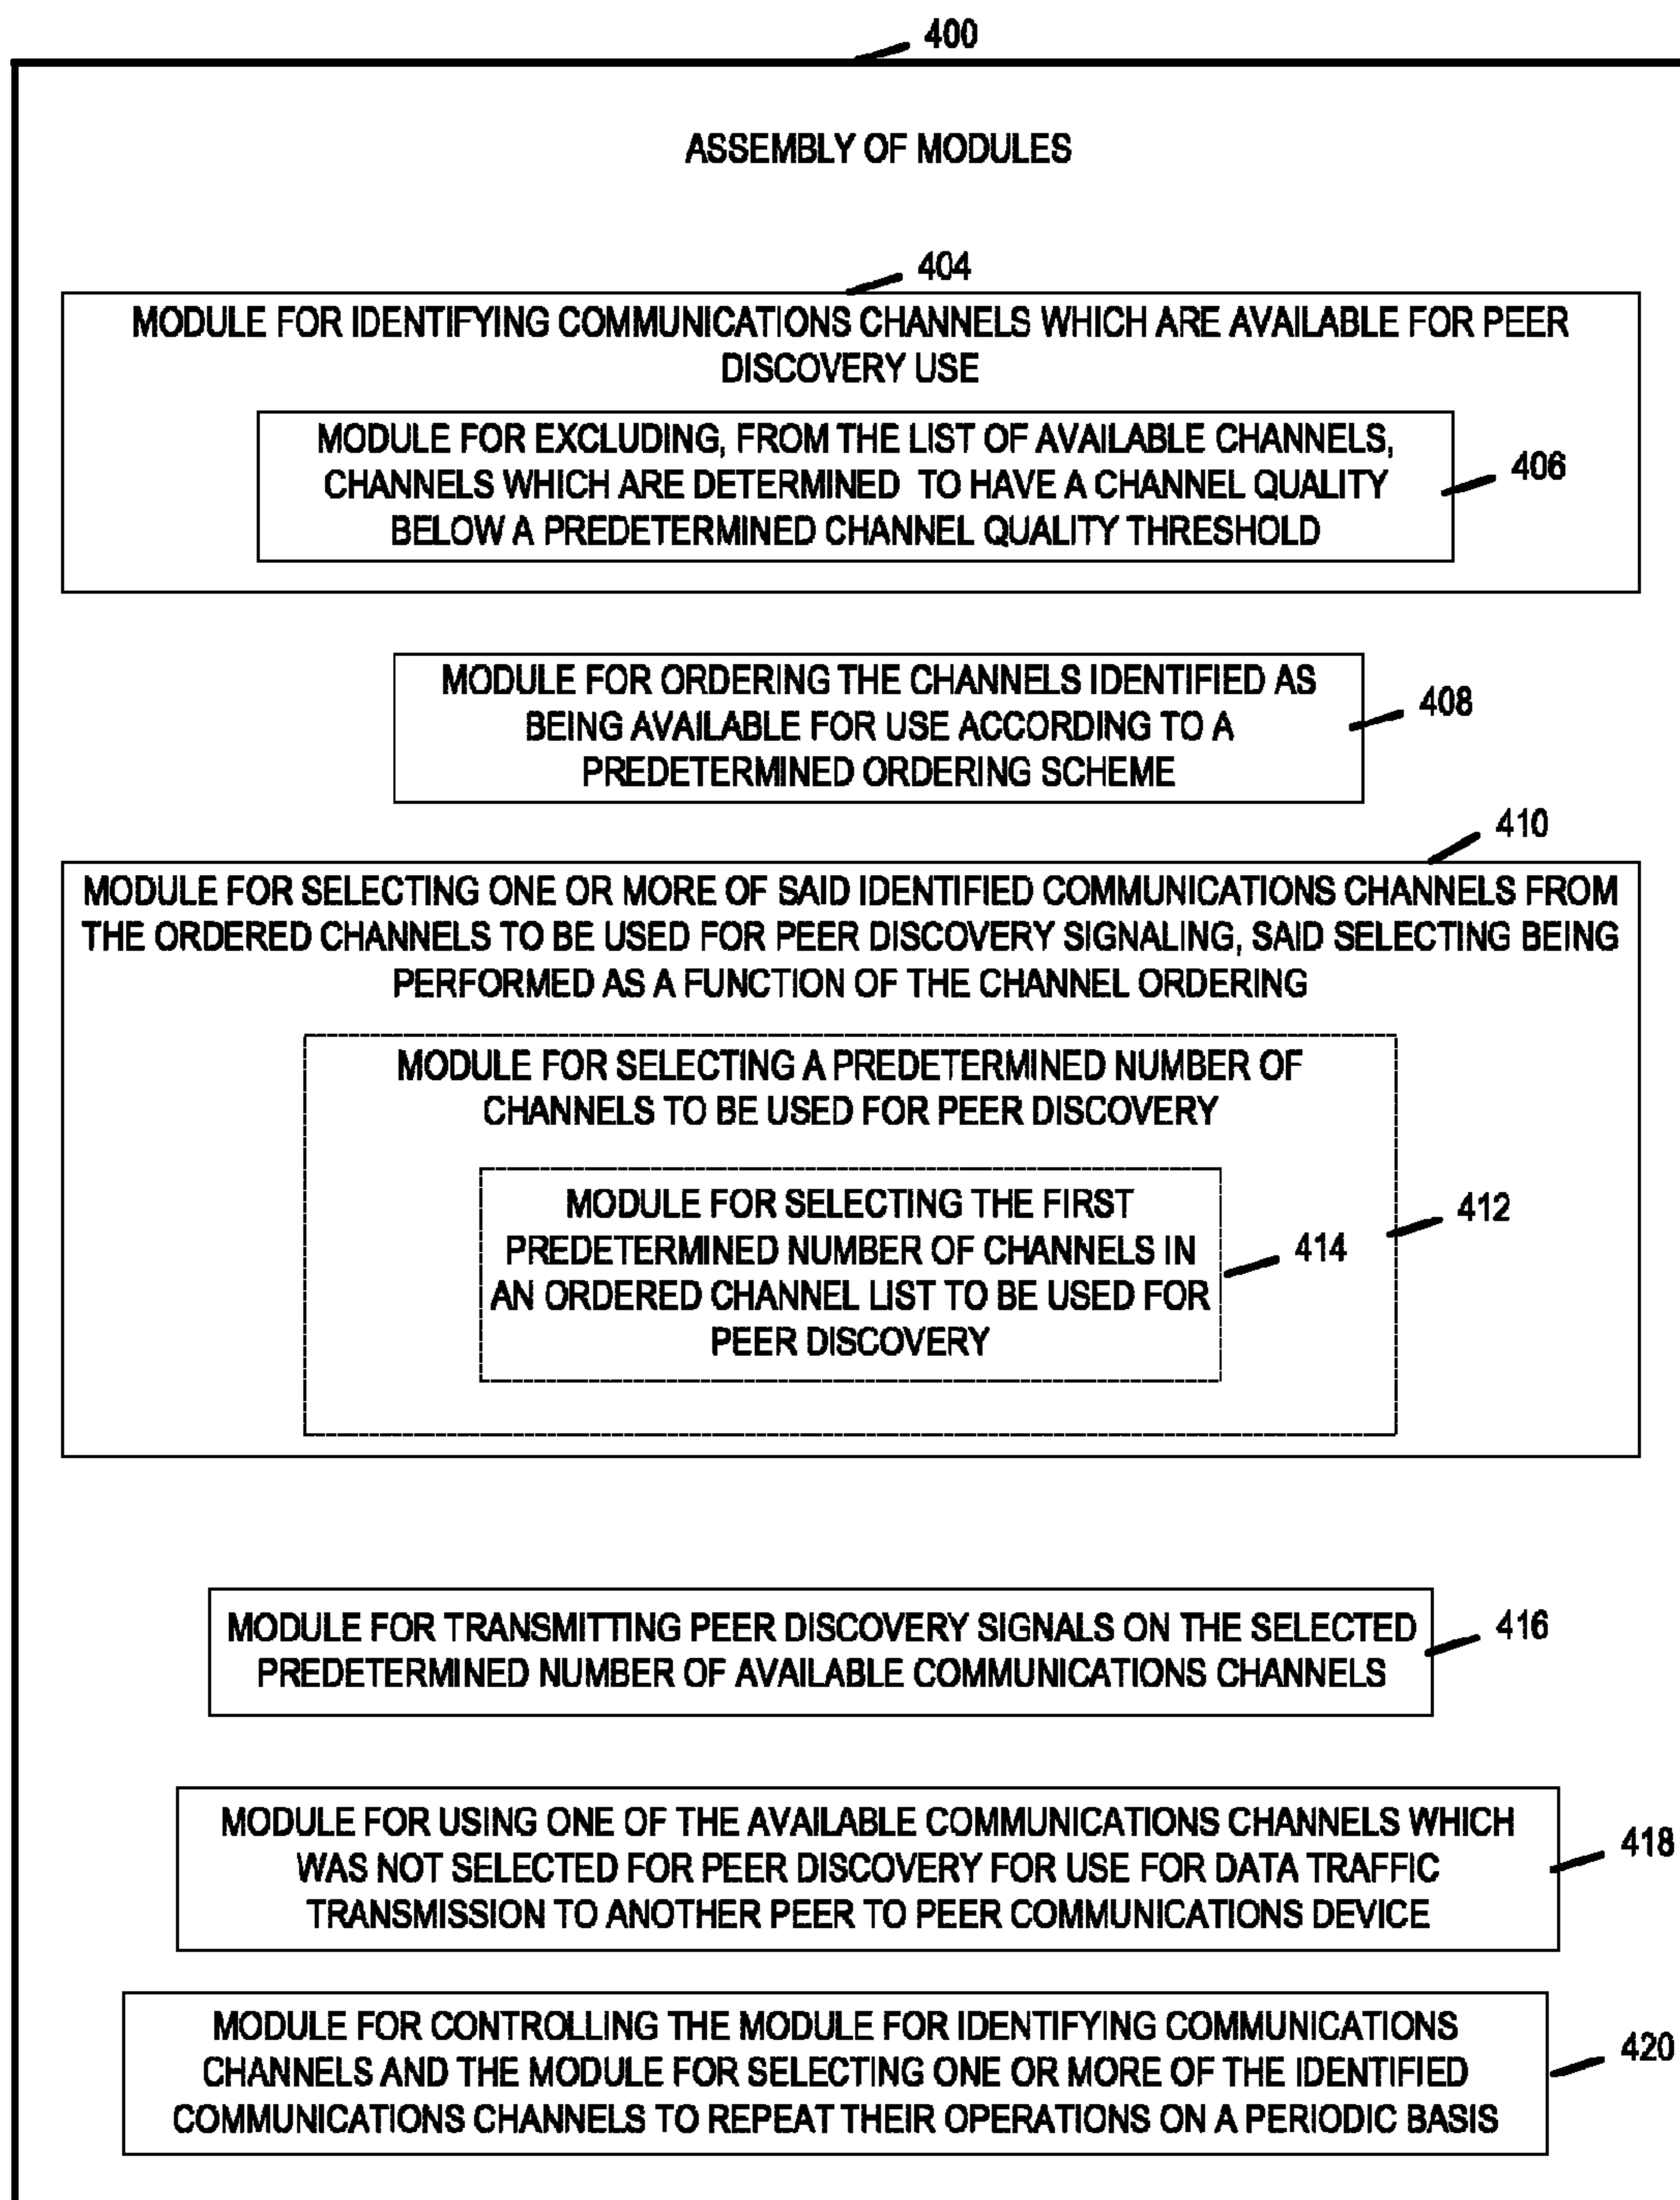 400
ASSEMBLY OF MODULES
404
MODULE FOR IDENTIFYING COMMUNICATIONS CHANNELS WHICH ARE AVAILABLE FOR PEER
DISCOVERY USE
MODULE FOR EXCLUDING, FROM THE LIST OF AVAILABLE CHANNELS,
CHANNELS WHICH ARE DETERMINED TO HAVE A CHANNEL QUALITY
BELOW A PREDETERMINED CHANNEL QUALITY THRESHOLD
406
MODULE FOR ORDERING THE CHANNELS IDENTIFIED AS
BEING AVAILABLE FOR USE ACCORDING TO A
PREDETERMINED ORDERING SCHEME
408
410
MODULE FOR SELECTING ONE OR MORE OF SAID IDENTIFIED COMMUNICATIONS CHANNELS FROM
THE ORDERED CHANNELS TO BE USED FOR PEER DISCOVERY SIGNALING, SAID SELECTING BEING
PERFORMED AS A FUNCTION OF THE CHANNEL ORDERING
MODULE FOR SELECTING A PREDETERMINED NUMBER OF
CHANNELS TO BE USED FOR PEER DISCOVERY
412
MODULE FOR SELECTING THE FIRST
PREDETERMINED NUMBER OF CHANNELS IN
AN ORDERED CHANNEL LIST TO BE USED FOR
PEER DISCOVERY
414
MODULE FOR TRANSMITTING PEER DISCOVERY SIGNALS ON THE SELECTED
PREDETERMINED NUMBER OF AVAILABLE COMMUNICATIONS CHANNELS
416
MODULE FOR USING ONE OF THE AVAILABLE COMMUNICATIONS CHANNELS WHICH
WAS NOT SELECTED FOR PEER DISCOVERY FOR USE FOR DATA TRAFFIC
TRANSMISSION TO ANOTHER PEER TO PEER COMMUNICATIONS DEVICE
418
MODULE FOR CONTROLLING THE MODULE FOR IDENTIFYING COMMUNICATIONS
CHANNELS AND THE MODULE FOR SELECTING ONE OR MORE OF THE IDENTIFIED
COMMUNICATIONS CHANNELS TO REPEAT THEIR OPERATIONS ON A PERIODIC BASIS
420